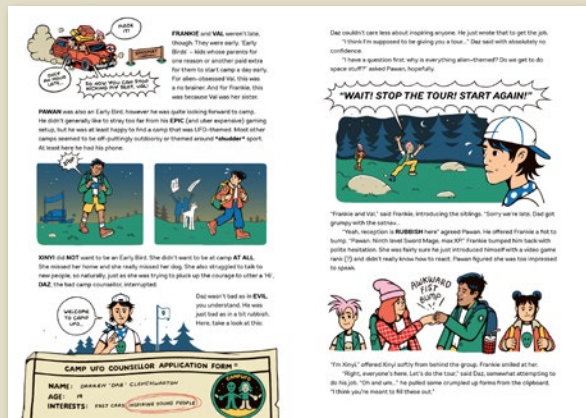 MADE
IT!
OVER
AN HOUR
LATE...
SO NOW YOU CAN STOP
KICKING MY SEAT, VAL!
FRANKIE and VAL weren't late,
though. They were early. 'Early
Birds' – kids whose parents for
one reason or another paid extra
for them to start camp a day early.
For alien-obsessed Val, this was
a no brainer. And for Frankie, this
was because Val was her sister.
PAWAN was also an Early Bird, however he was quite looking forward to camp.
He didn't generally like to stray too far from his EPIC (and uber expensive) gaming
setup, but he was at least happy to find a camp that was UFO-themed. Most other
camps seemed to be off-puttingly outdoorsy or themed around *shudder* sport.
At least here he had his phone.
XINYI did NOT want to be an Early Bird. She didn't want to be at camp AT ALL.
She missed her home and she really missed her dog. She also struggled to talk to
new people, so naturally, just as she was trying to pluck up the courage to utter a 'Hi',
DAZ, the bad camp counsellor, interrupted.
WELCOME
TO CAMP
UFO...
Daz wasn't bad as in EVIL
you understand. He was
just bad as in a bit rubbish.
Here, take a look at this:
CAMP UFO COUNSELLOR APPLICATION FORM
NAME: DARREN "DAZ" CLOUCHWARTON
AGE: 19
INTERESTS: FAST CARS, INSPIRING YOUNG PEOPLE
Daz couldn't care less about inspiring anyone. He just wrote that to get the job.
"I think I'm supposed to be giving you a tour..." Daz said with absolutely no
confidence.
"I have a question first: why is everything alien-themed? Do we get to do
space stuff?" asked Pawan, hopefully.
"WAIT! STOP THE TOUR! START AGAIN!"
"Frankie and Val," said Frankie, introducing the siblings. "Sorry we're late. Dad got
grumpy with the satnav..."
"Yeah, reception is RUBBISH here" agreed Pawan. He offered Frankie a fist to
bump. "Pawan. Ninth level Sword Mage, max XP." Frankie bumped him back with
polite hesitation. She was fairly sure he just introduced himself with a video game
rank (?) and didn't really know how to react. Pawan figured she was too impressed
to speak.
AWKWARD
FIST
BUMP!
"I'm Xinyi," offered Xinyi softly from behind the group. Frankie smiled at her.
"Right, everyone's here. Let's do the tour," said Daz, somewhat attempting to
do his job. "Oh and um..." he pulled some crumpled up forms from the clipboard.
"I think you're meant to fill these out."